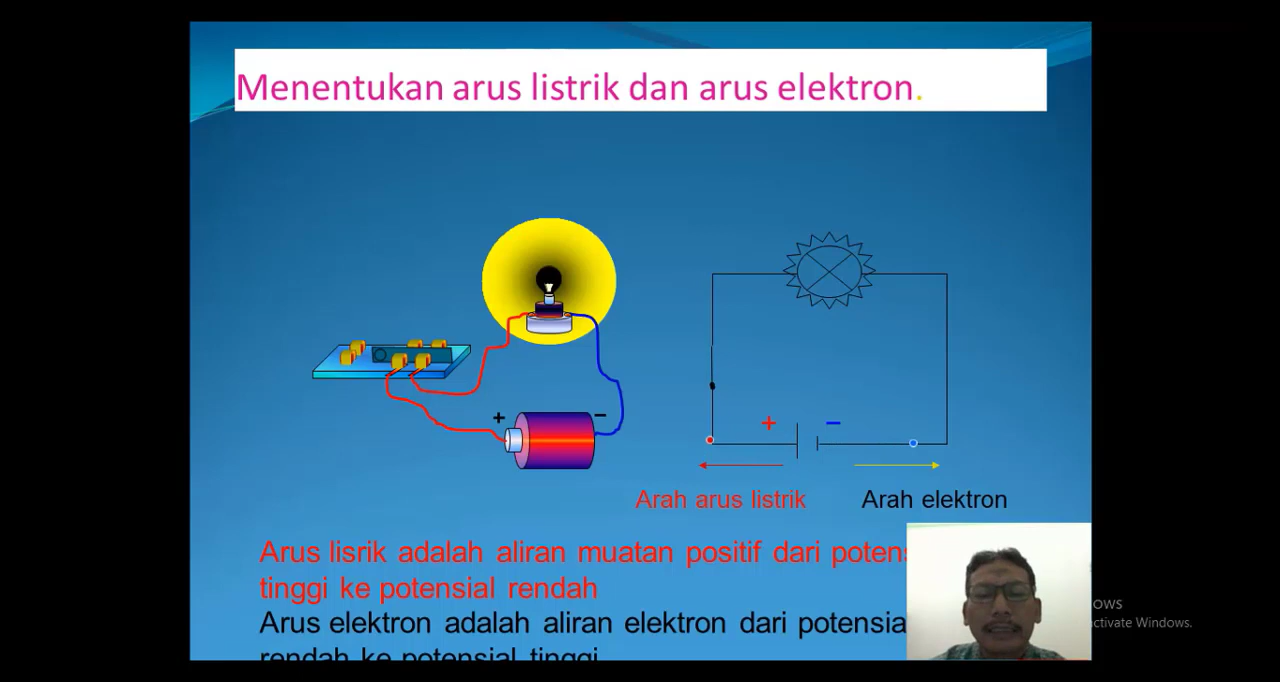 Menentukan arus listrik dan arus elektron.
+ −
+ −
Arah arus listrik Arah elektron
Arus lisrik adalah aliran muatan positif dari potens
tinggi ke potensial rendah
Arus elektron adalah aliran elektron dari potensia
rendah ke potensial tinggi
ows
ctivate Windows.